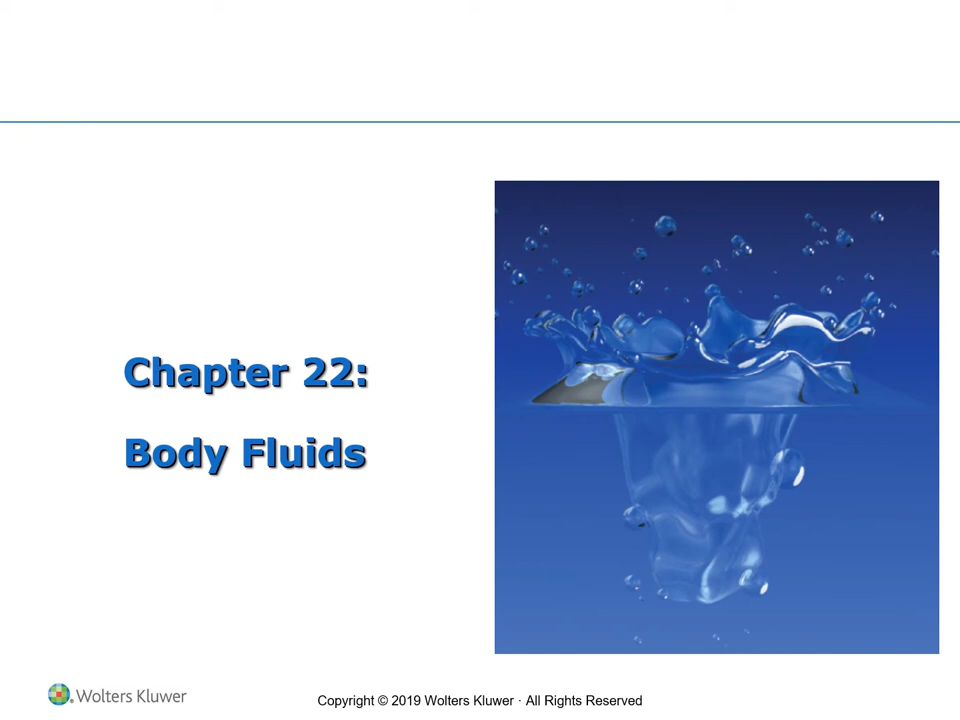 Chapter 22:
Body Fluids
Wolters Kluwer
Copyright © 2019 Wolters Kluwer · All Rights Reserved